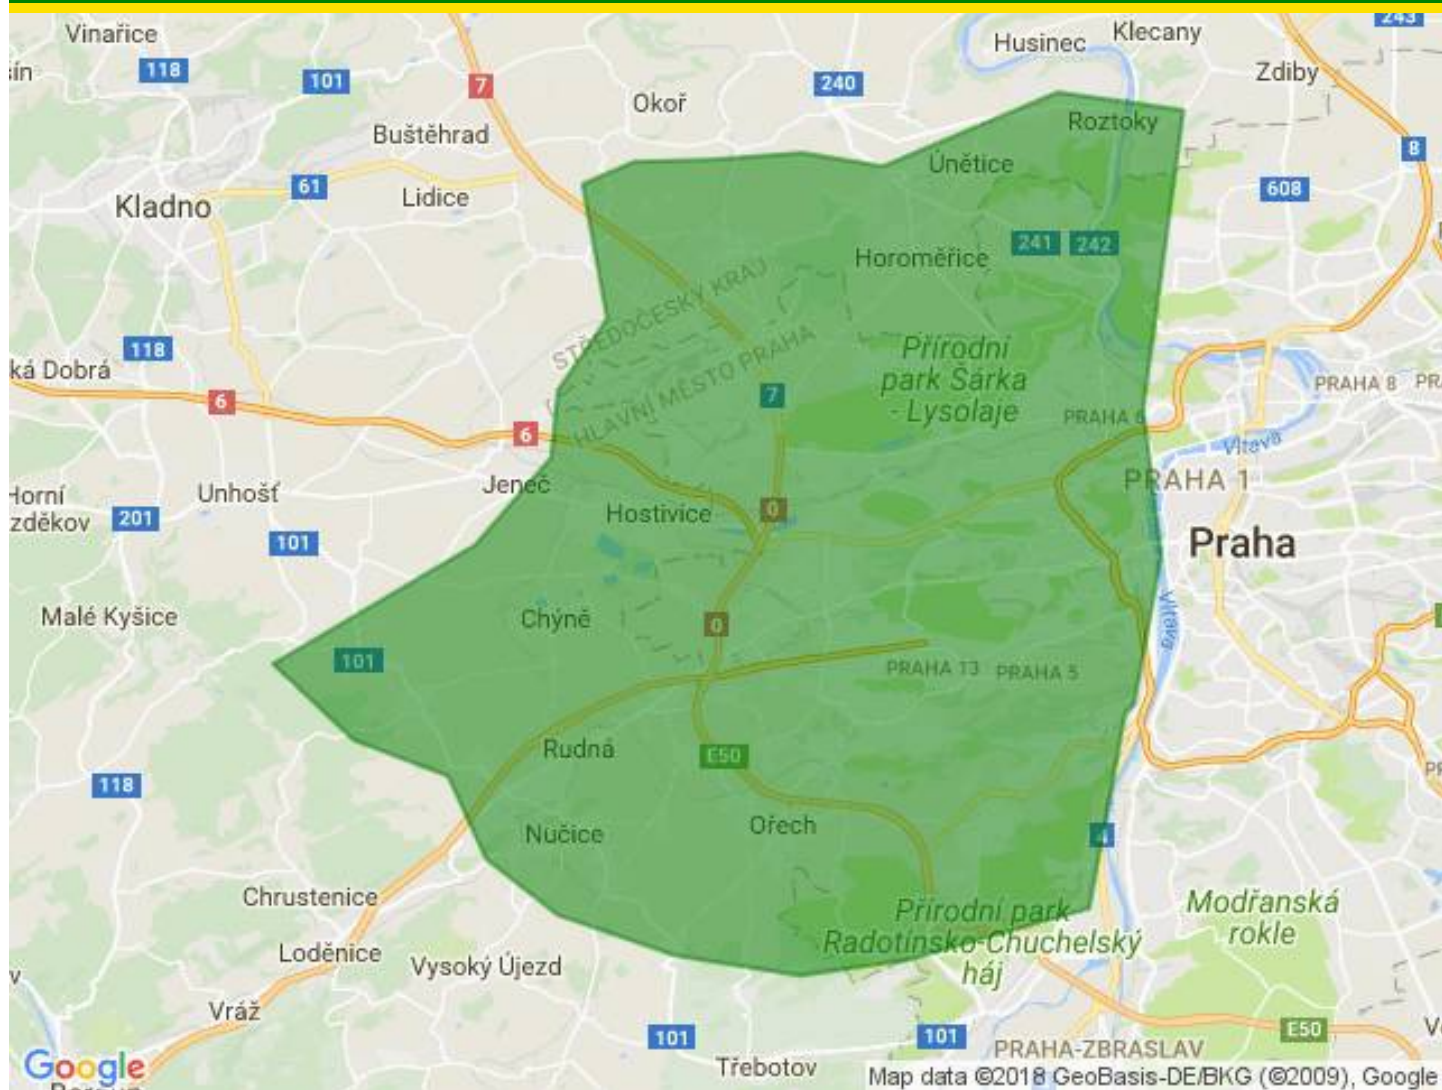 243
Klecany
Vinařice
Husinec
ín
118
101
7
240
Zdiby
Okoř
Roztoky
Buštěhrad
8
Únětice
61
608
Lidice
Kladno
241
242
Horoměřice
STŘEDOČESKÝ KRAJ
HLAVNÍ MĚSTO PRAHA
118
Přírodní
park Šárka
- Lysolaje
ká Dobrá
PRAHA 8
PR
7
6
PRAHA 6
6
Vltava
PRAHA 1
Jeneč
Unhošť
Horní
zděkov
201
Hostivice
0
101
Praha
Malé Kyšice
Chýně
0
Vltava
101
PRAHA 13
PRAHA 5
Rudná
E50
118
Nučice
Ořech
4
Chrustenice
Přírodní park
Radotínsko-Chuchelský
háj
Modřanská
rokle
Loděnice
Vysoký Újezd
v
Vráž
101
101
E50
PRAHA-ZBRASLAV
Třebotov
Google
Map data ©2018 GeoBasis-DE/BKG (©2009), Google